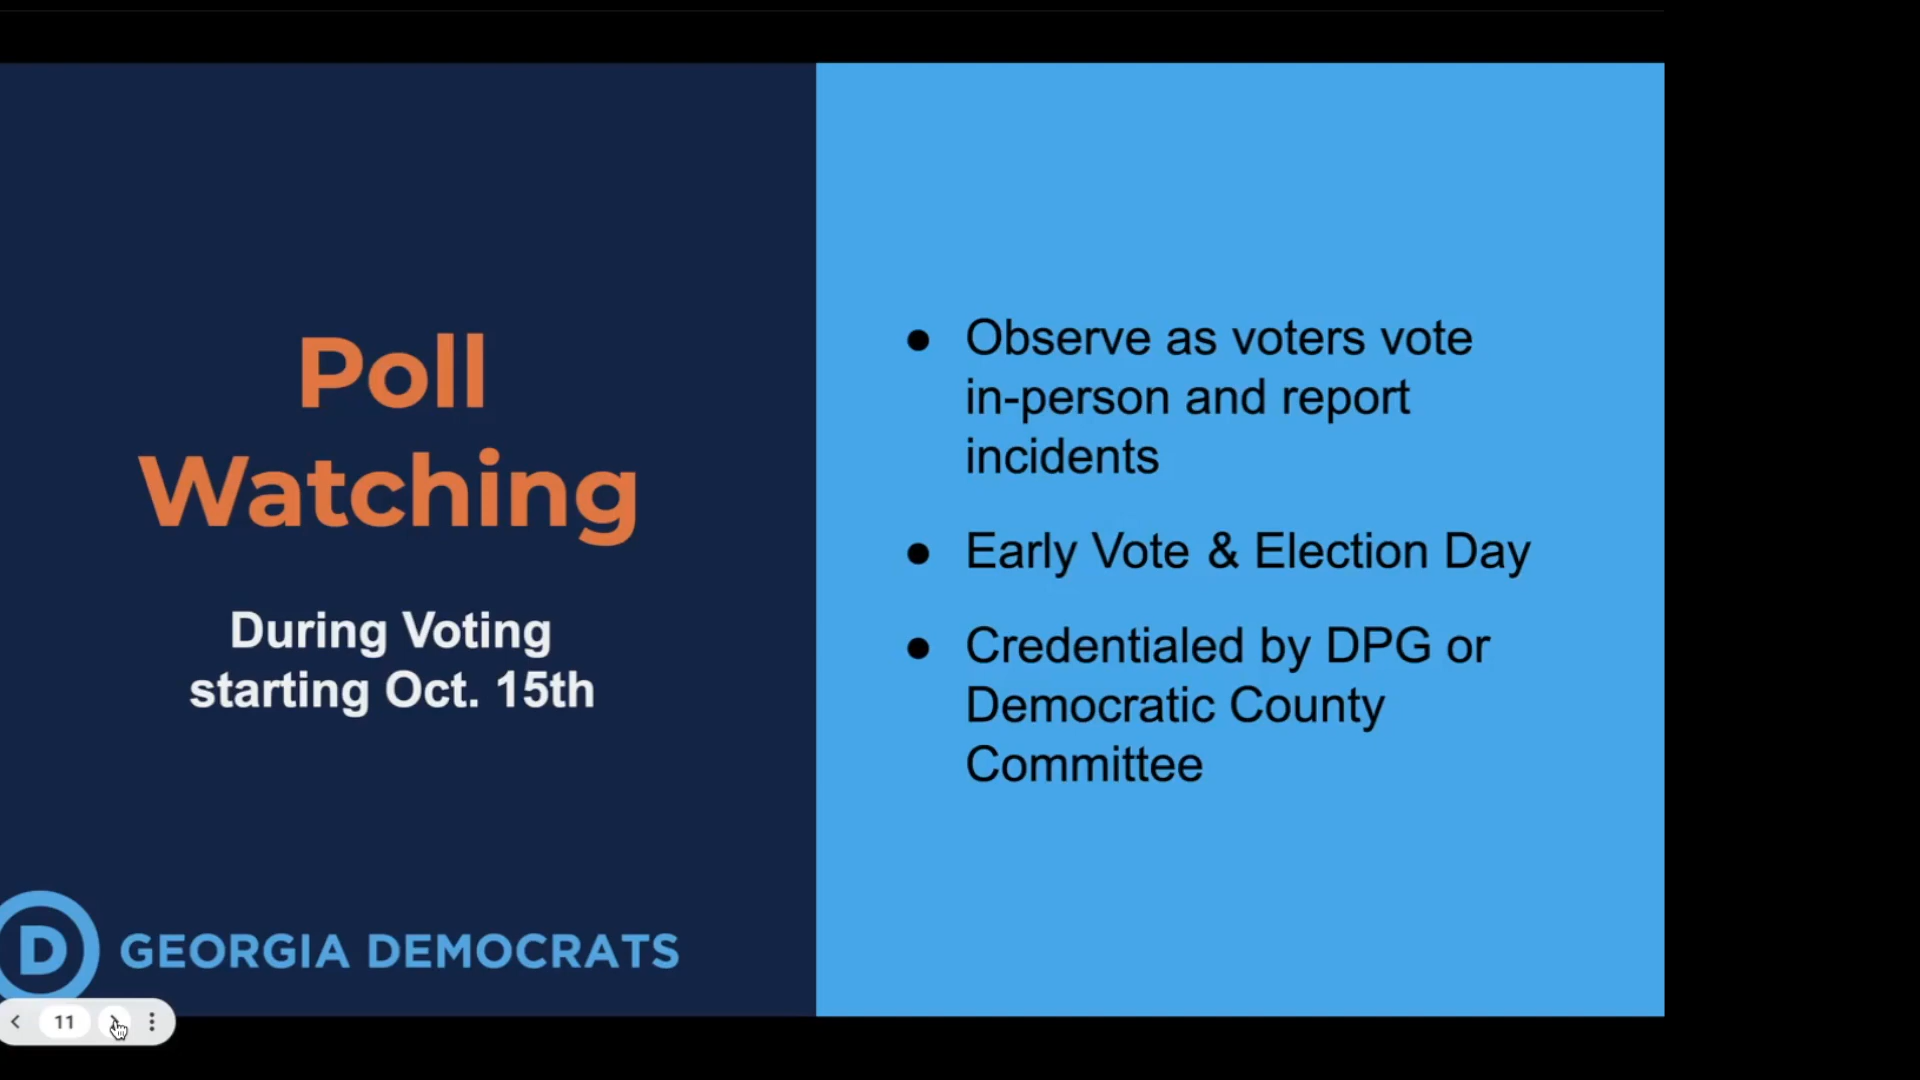 Poll
Watching
During Voting
starting Oct. 15th
D GEORGIA DEMOCRATS
● Observe as voters vote
in-person and report
incidents
● Early Vote & Election Day
● Credentialed by DPG or
Democratic County
Committee
11